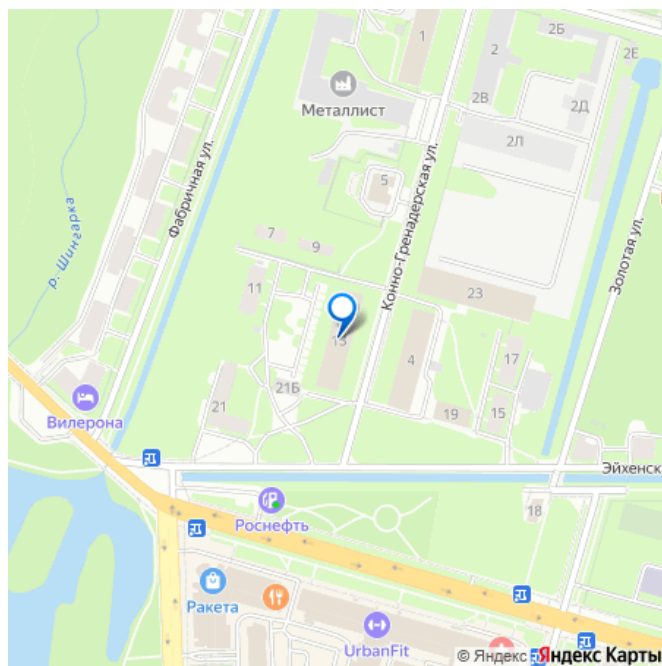 1
2Б
2
2Е
Металлист
2В
2Д
2Л
Фабричная ул.
5
Конно-Гренадерская ул.
р. Шингарка
7
9
Золотая ул.
11
23
13
4
17
21Б
21
19
15
Вилерона
Эйхенск
18
Роснефть
Ракета
UrbanFit
© Яндекс Яндекс Карты